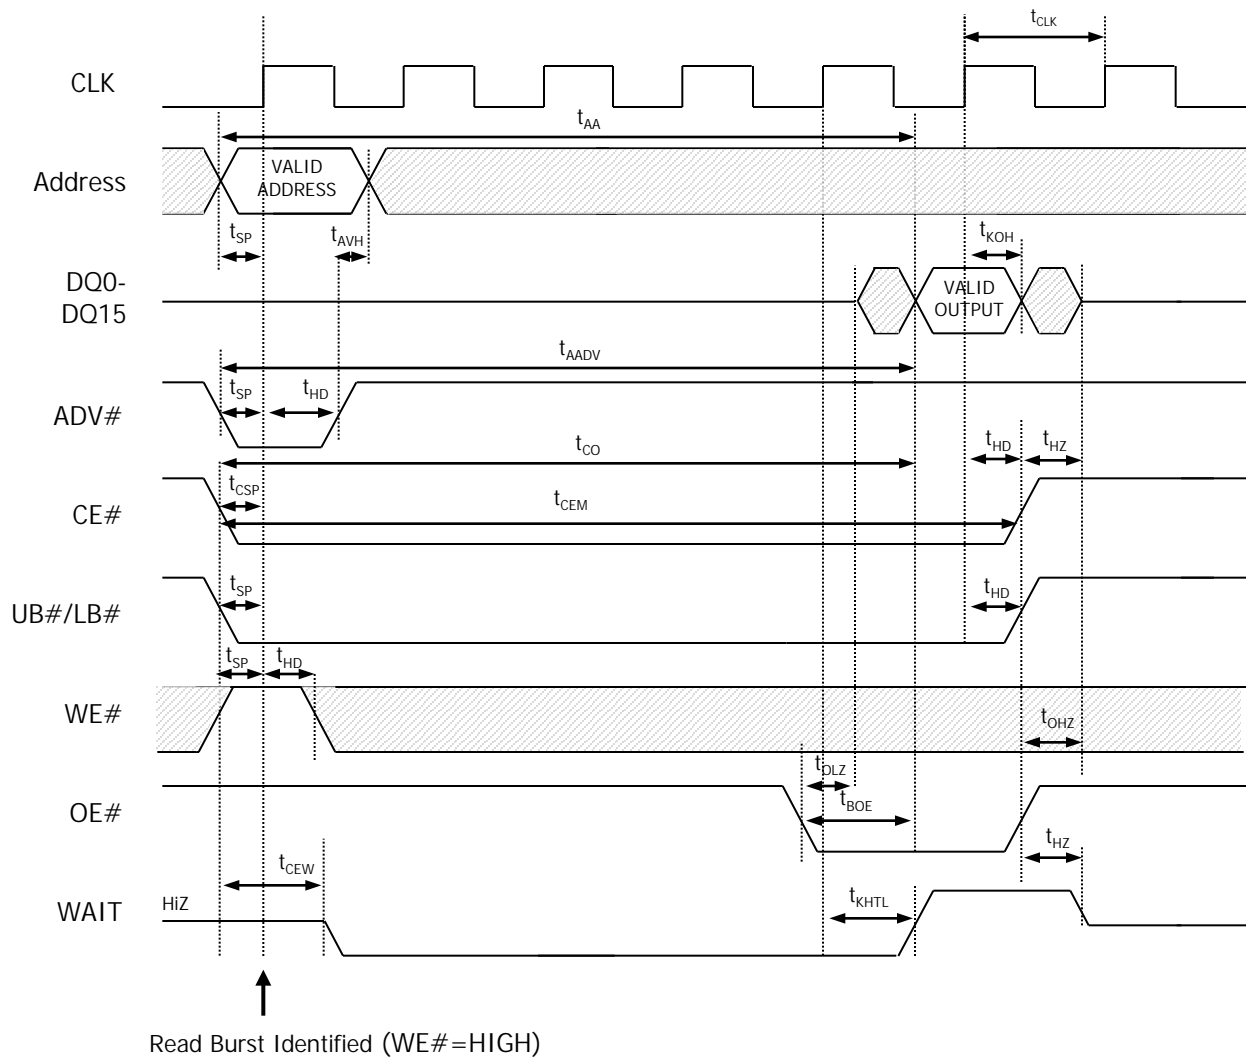 tCLK
CLK
tAA
Address
VALID
ADDRESS
tSP
tAVH
tKOH
DQ0-
DQ15
VALID
OUTPUT
tAADV
ADV#
tSP
tHD
tCO
tHD
tHZ
CE#
tCSP
tCEM
UB#/LB#
tSP
tHD
tSP
tHD
WE#
tOHZ
tOLZ
OE#
tBOE
tHZ
tCEW
WAIT
HiZ
tKHTL
Read Burst Identified (WE#=HIGH)